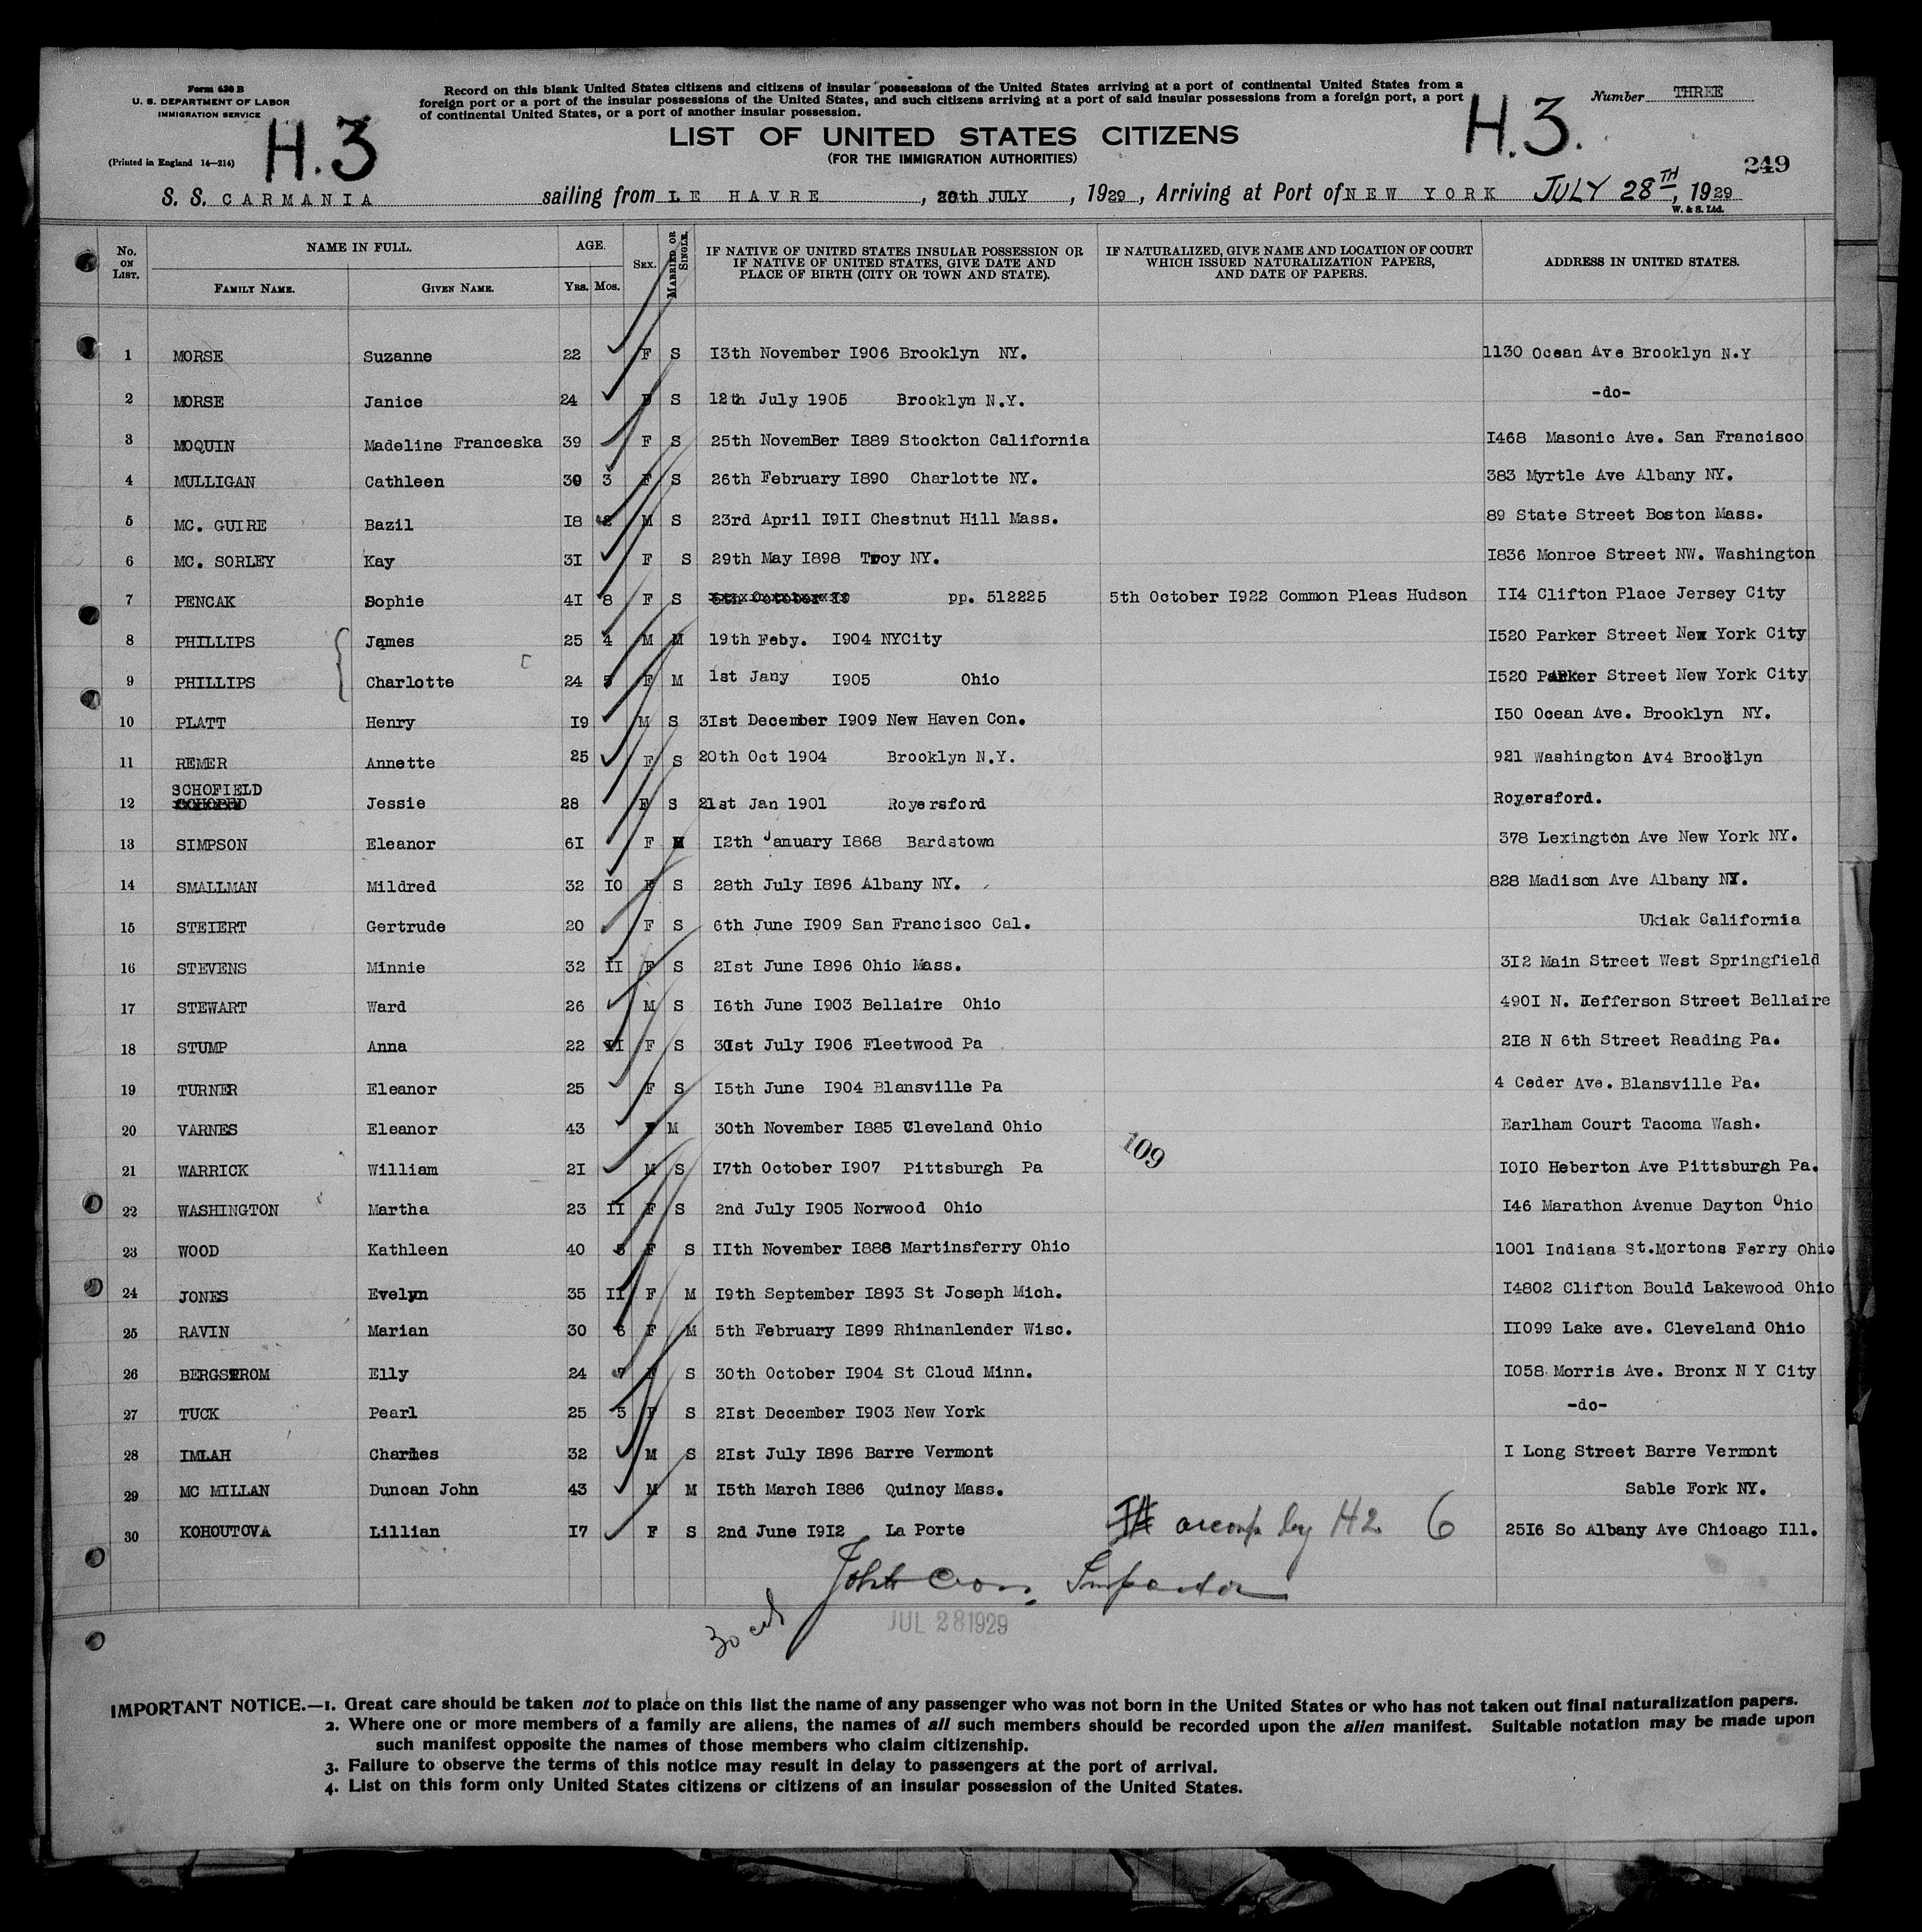 Form 630 B
U. S. DEPARTMENT OF LABOR
IMMIGRATION SERVICE
(Printed in England 14—214)
H.3
Record on this blank United States citizens and citizens of insular possessions of the United States arriving at a port of continental United States from a
foreign port or a port of the insular possessions of the United States, and such citizens arriving at a port of said insular possessions from a foreign port, a port
of continental United States, or a port of another insular possession.
LIST OF UNITED STATES CITIZENS
(FOR THE IMMIGRATION AUTHORITIES)
H.3.
Number THREE
249
S. S. CARMANIA sailing from LE HAVRE, 20th JULY, 1929, Arriving at Port of NEW YORK JULY 28TH, 1929
W. & S. Ltd.
No. ON LIST. NAME IN FULL. FAMILY NAME. GIVEN NAME. AGE. YRS. MOS. SEX. MARRIED OR SINGLE. IF NATIVE OF UNITED STATES INSULAR POSSESSION OR IF NATIVE OF UNITED STATES, GIVE DATE AND PLACE OF BIRTH (CITY OR TOWN AND STATE). IF NATURALIZED, GIVE NAME AND LOCATION OF COURT WHICH ISSUED NATURALIZATION PAPERS, AND DATE OF PAPERS. ADDRESS IN UNITED STATES.
1 MORSE Suzanne 22 F S 13th November 1906 Brooklyn NY. 1130 Ocean Ave Brooklyn N.Y
2 MORSE Janice 24 S 12th July 1905 Brooklyn N.Y. -do-
3 MOQUIN Madeline Franceska 39 F S 25th NovemBer 1889 Stockton California 1468 Masonic Ave. San Francisco
4 MULLIGAN Cathleen 39 3 F S 26th February 1890 Charlotte NY. 383 Myrtle Ave Albany NY.
5 MC. GUIRE Bazil 18 M S 23rd April 1911 Chestnut Hill Mass. 89 State Street Boston Mass.
6 MC. SORLEY Kay 31 F S 29th May 1898 Troy NY. 1836 Monroe Street NW. Washington
7 PENCAK Sophie 41 8 F S pp. 512225 5th October 1922 Common Pleas Hudson 114 Clifton Place Jersey City
8 PHILLIPS James 25 4 M M 19th Feby. 1904 NYCity 1520 Parker Street New York City
9 PHILLIPS Charlotte 24 5 F M 1st Jany 1905 Ohio 1520 Parker Street New York City
10 PLATT Henry 19 M S 31st December 1909 New Haven Con. 150 Ocean Ave. Brooklyn NY.
11 REMER Annette 25 F S 20th Oct 1904 Brooklyn N.Y. 921 Washington Av4 Brooklyn
12 SCHOFIELD Jessie 28 F S 21st Jan 1901 Royersford Royersford.
13 SIMPSON Eleanor 61 F 12th January 1868 Bardstown 378 Lexington Ave New York NY.
14 SMALLMAN Mildred 32 10 F S 28th July 1896 Albany NY. 828 Madison Ave Albany NY.
15 STEIERT Gertrude 20 F S 6th June 1909 San Francisco Cal. Ukiak California
16 STEVENS Minnie 32 11 F S 21st June 1896 Ohio Mass. 312 Main Street West Springfield
17 STEWART Ward 26 M S 16th June 1903 Bellaire Ohio 4901 N. Jefferson Street Bellaire
18 STUMP Anna 22 11 F S 31st July 1906 Fleetwood Pa 218 N 6th Street Reading Pa.
19 TURNER Eleanor 25 F S 15th June 1904 Blansville Pa 4 Ceder Ave. Blansville Pa.
20 VARNES Eleanor 43 F M 30th November 1885 Cleveland Ohio Earlham Court Tacoma Wash.
21 WARRICK William 21 M S 17th October 1907 Pittsburgh Pa 109 1010 Heberton Ave Pittsburgh Pa.
22 WASHINGTON Martha 23 11 F S 2nd July 1905 Norwood Ohio 146 Marathon Avenue Dayton Ohio
23 WOOD Kathleen 40 8 F S 11th November 1888 Martinsferry Ohio 1001 Indiana St.Mortons Ferry Ohio
24 JONES Evelyn 35 11 F M 19th September 1893 St Joseph Mich. 14802 Clifton Bould Lakewood Ohio
25 RAVIN Marian 30 6 F M 5th February 1899 Rhinanlender Wisc. 11099 Lake ave. Cleveland Ohio
26 BERGSTROM Elly 24 7 F S 30th October 1904 St Cloud Minn. 1058 Morris Ave. Bronx N Y City
27 TUCK Pearl 25 5 F S 21st December 1903 New York -do-
28 IMLAH Charles 32 M S 21st July 1896 Barre Vermont 1 Long Street Barre Vermont
29 MC MILLAN Duncan John 43 M M 15th March 1886 Quincy Mass. Sable Fork NY.
30 KOHOUTOVA Lillian 17 F S 2nd June 1912 La Porte accomp by H2 6 2516 So Albany Ave Chicago Ill.
John Inspector
30
JUL 28 1929
IMPORTANT NOTICE.—1. Great care should be taken not to place on this list the name of any passenger who was not born in the United States or who has not taken out final naturalization papers.
2. Where one or more members of a family are aliens, the names of all such members should be recorded upon the alien manifest. Suitable notation may be made upon
such manifest opposite the names of those members who claim citizenship.
3. Failure to observe the terms of this notice may result in delay to passengers at the port of arrival.
4. List on this form only United States citizens or citizens of an insular possession of the United States.